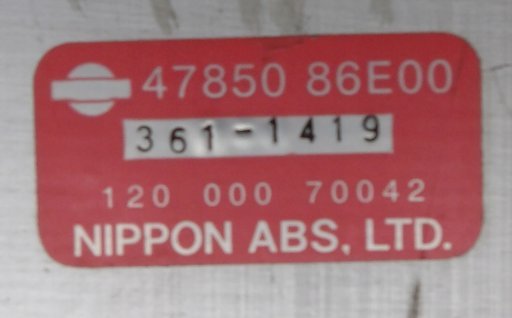 47850 86E00
361-1419
120 000 70042
NIPPON ABS, LTD.